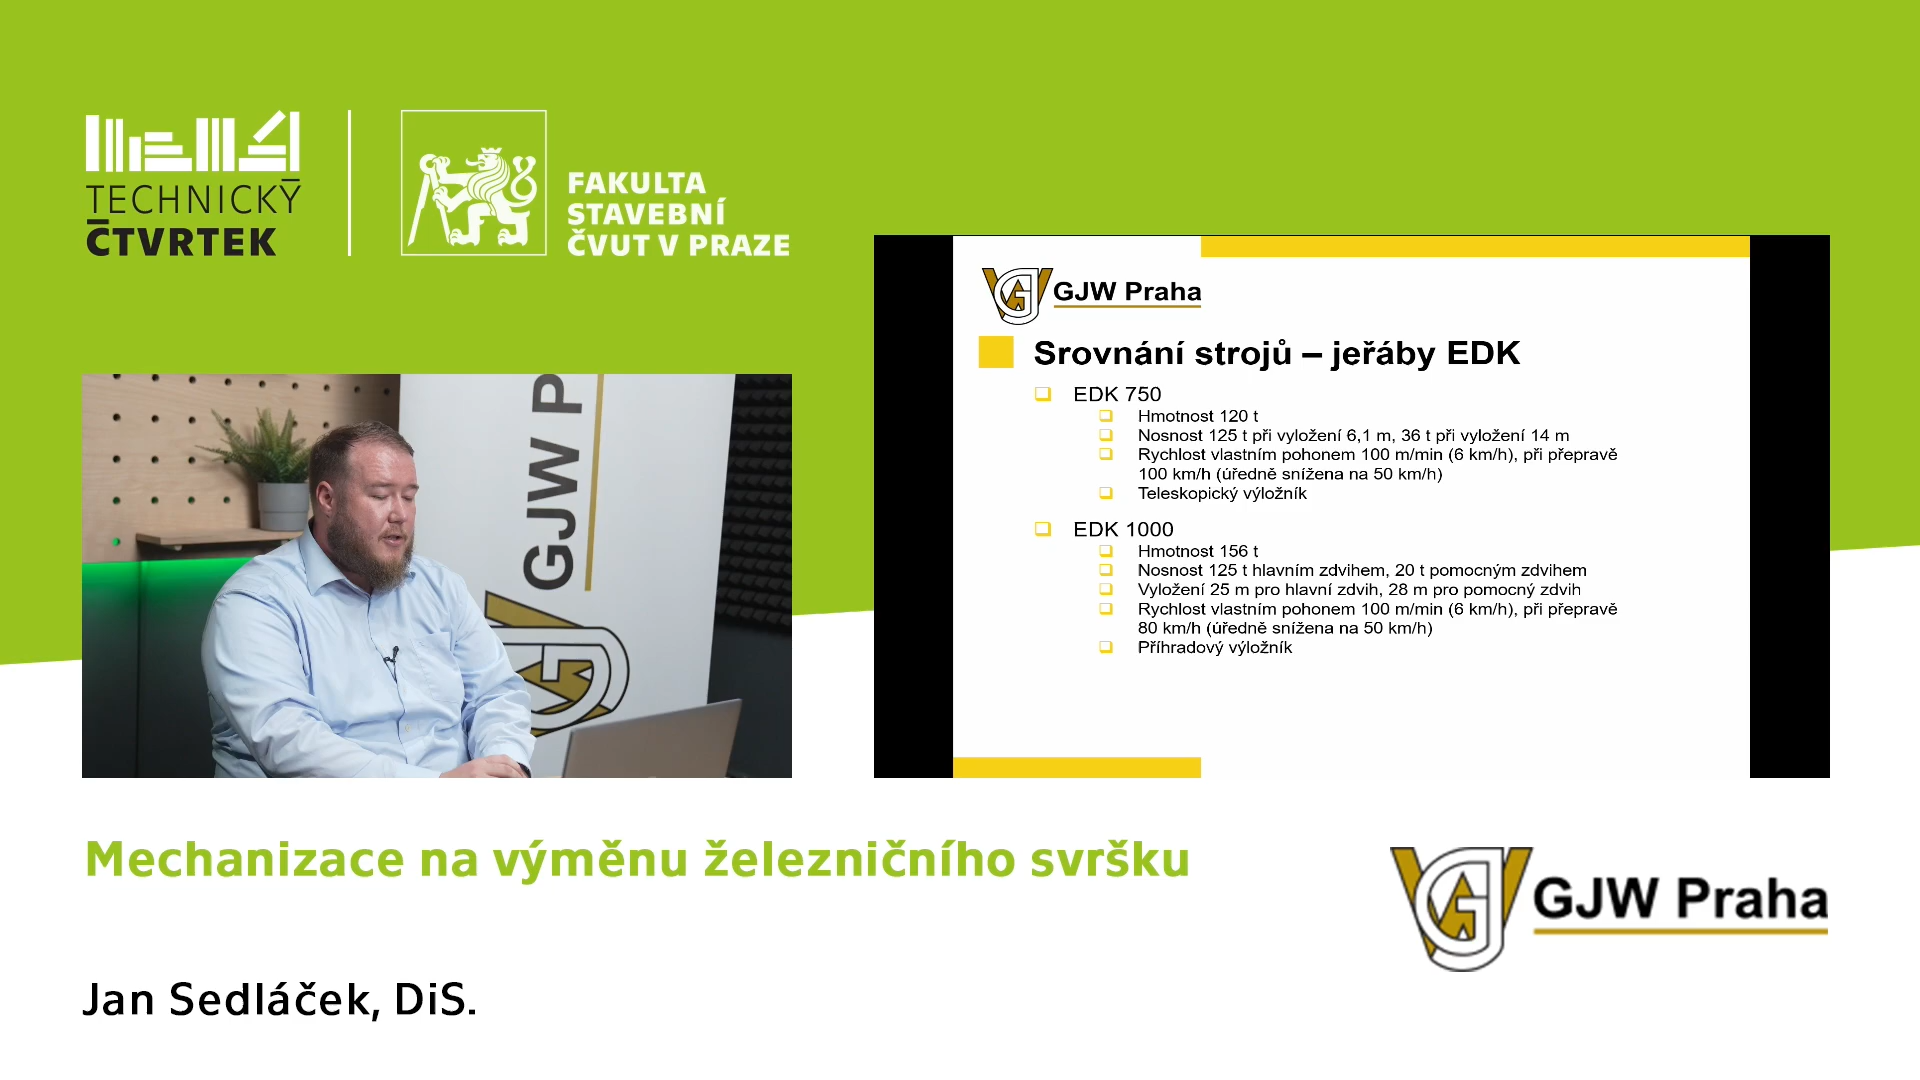 TECHNICKÝ
ČTVRTEK
FAKULTA
STAVEBNÍ
ČVUT V PRAZE
GJW P
GJW Praha
Srovnání strojů – jeřáby EDK
EDK 750
Hmotnost 120 t
Nosnost 125 t při vyložení 6,1 m, 36 t při vyložení 14 m
Rychlost vlastním pohonem 100 m/min (6 km/h), při přepravě
100 km/h (úředně snížena na 50 km/h)
Teleskopický výložník
EDK 1000
Hmotnost 156 t
Nosnost 125 t hlavním zdvihem, 20 t pomocným zdvihem
Vyložení 25 m pro hlavní zdvih, 28 m pro pomocný zdvih
Rychlost vlastním pohonem 100 m/min (6 km/h), při přepravě
80 km/h (úředně snížena na 50 km/h)
Příhradový výložník
Mechanizace na výměnu železničního svršku
GJW Praha
Jan Sedláček, DiS.